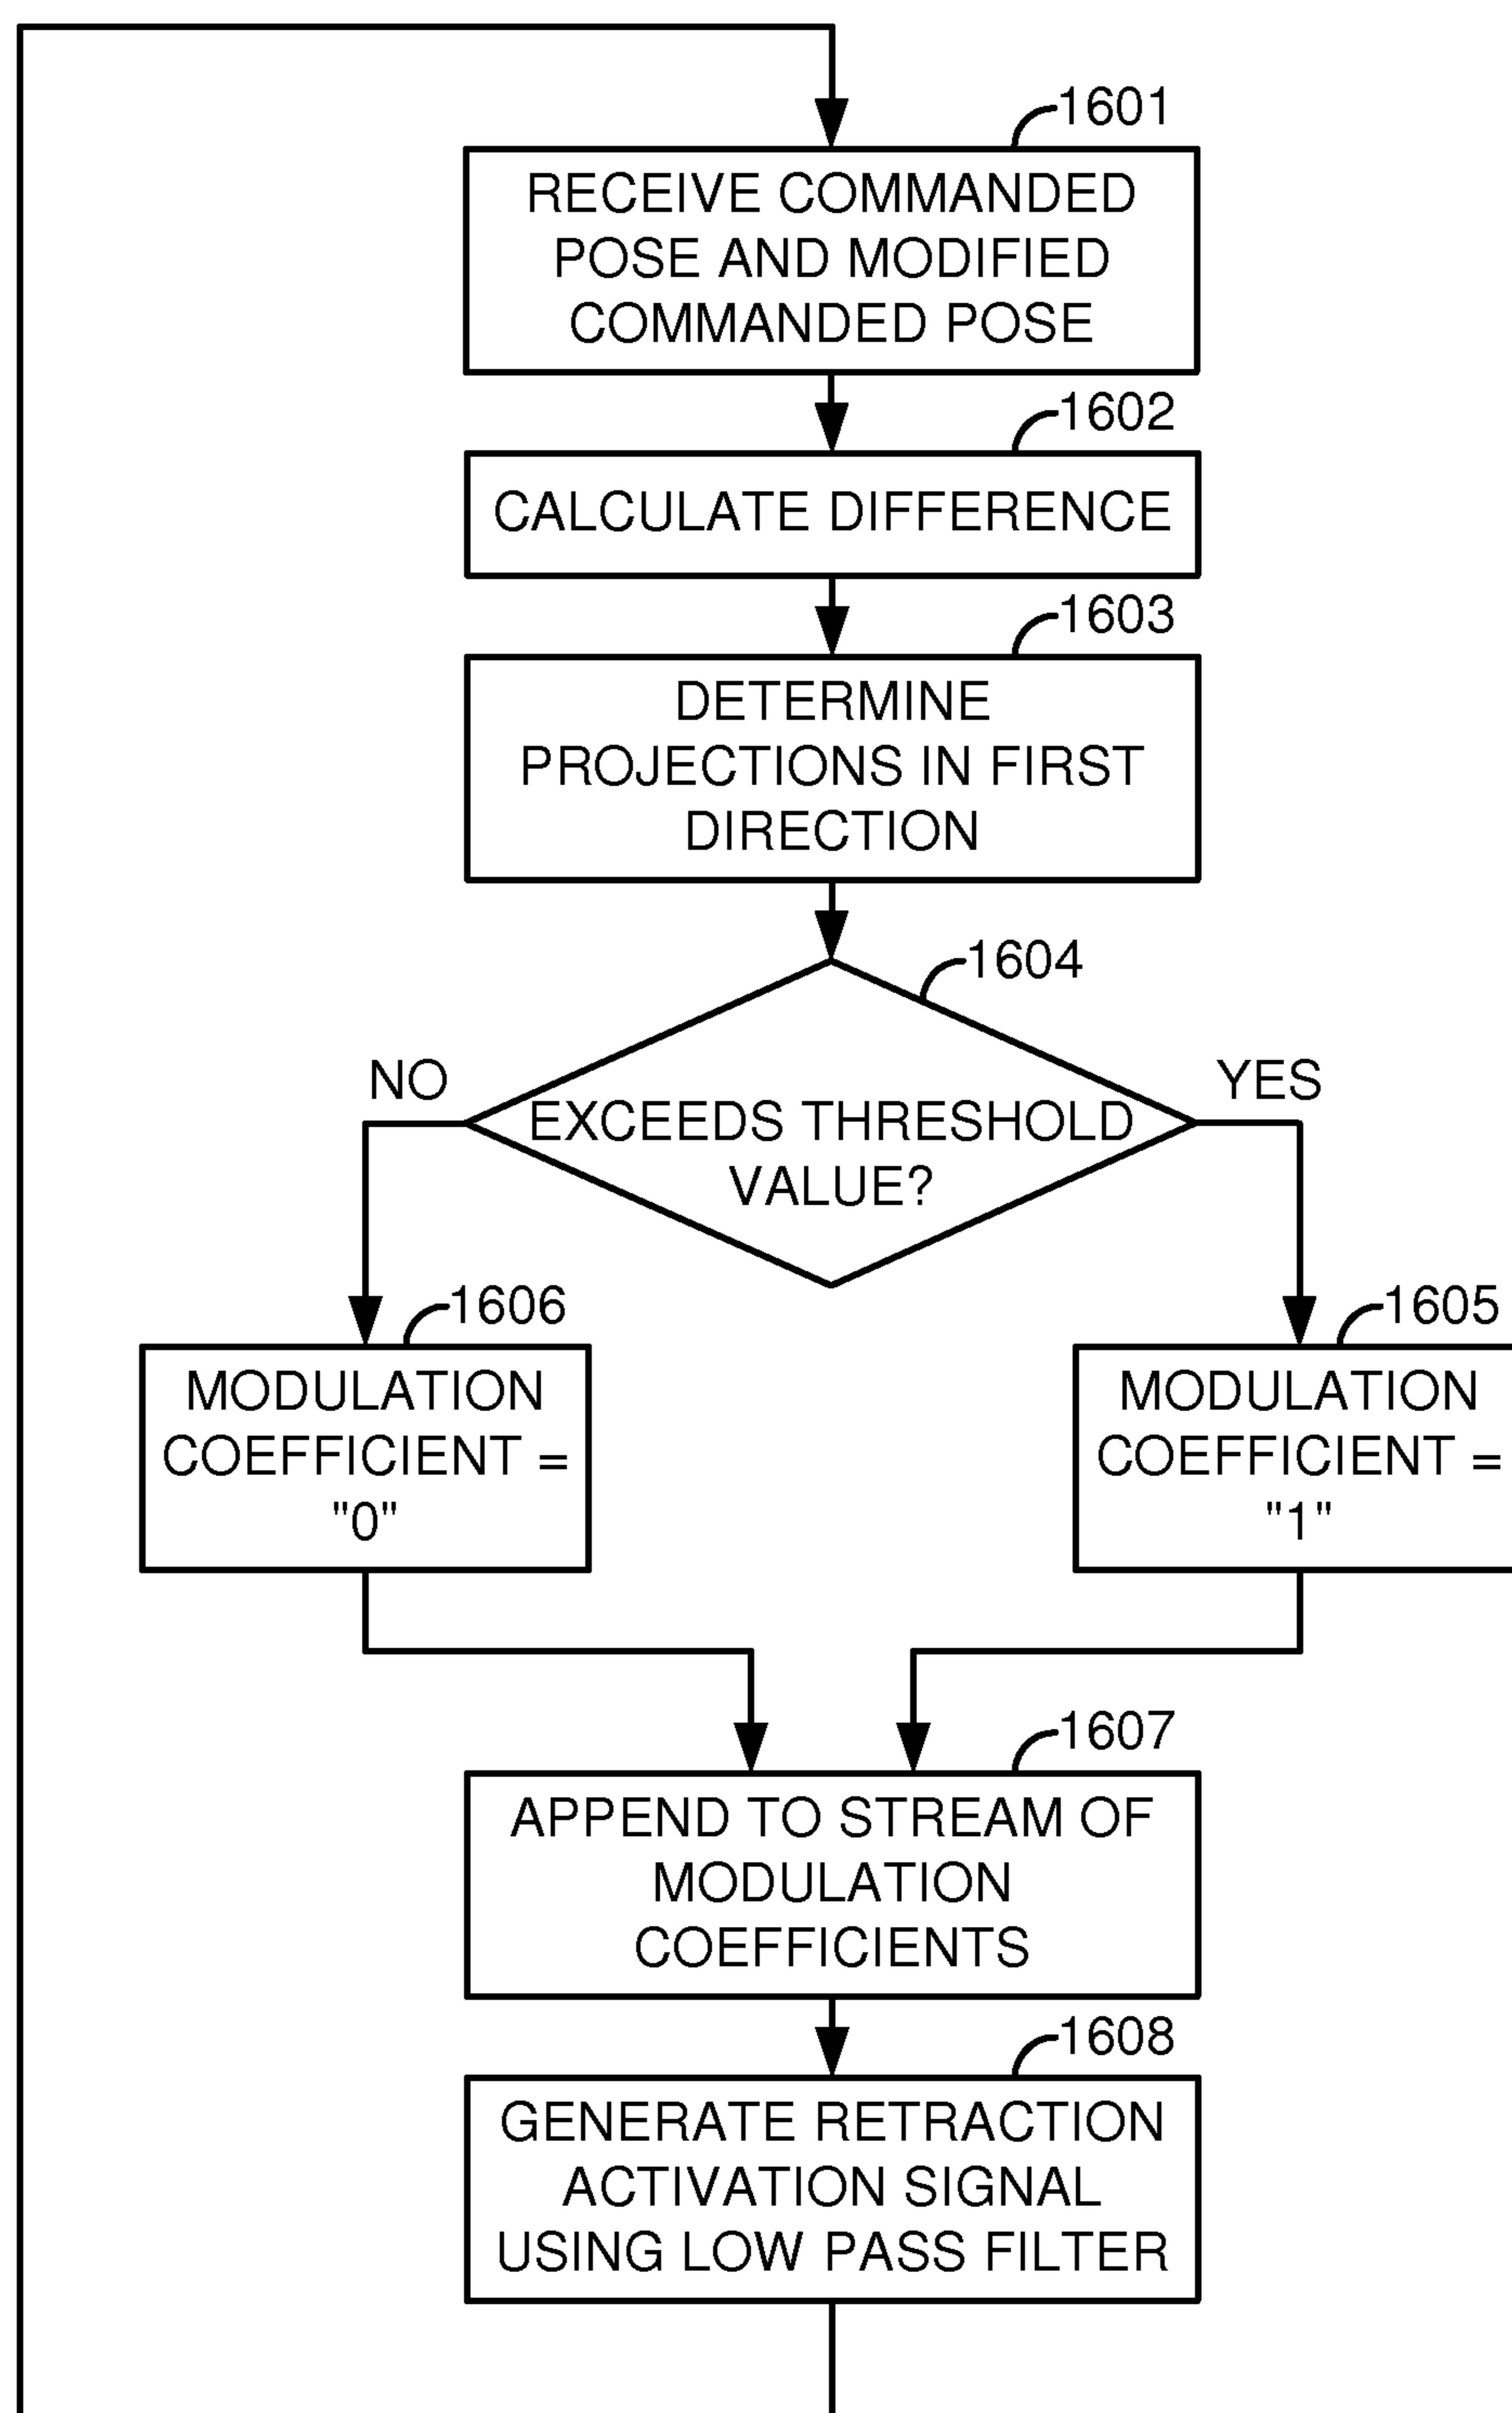 1601
RECEIVE COMMANDED
POSE AND MODIFIED
COMMANDED POSE
1602
CALCULATE DIFFERENCE
1603
DETERMINE
PROJECTIONS IN FIRST
DIRECTION
1604
NO
YES
EXCEEDS THRESHOLD
VALUE?
1606
MODULATION
COEFFICIENT =
"0"
1605
MODULATION
COEFFICIENT =
"1"
1607
APPEND TO STREAM OF
MODULATION
COEFFICIENTS
1608
GENERATE RETRACTION
ACTIVATION SIGNAL
USING LOW PASS FILTER